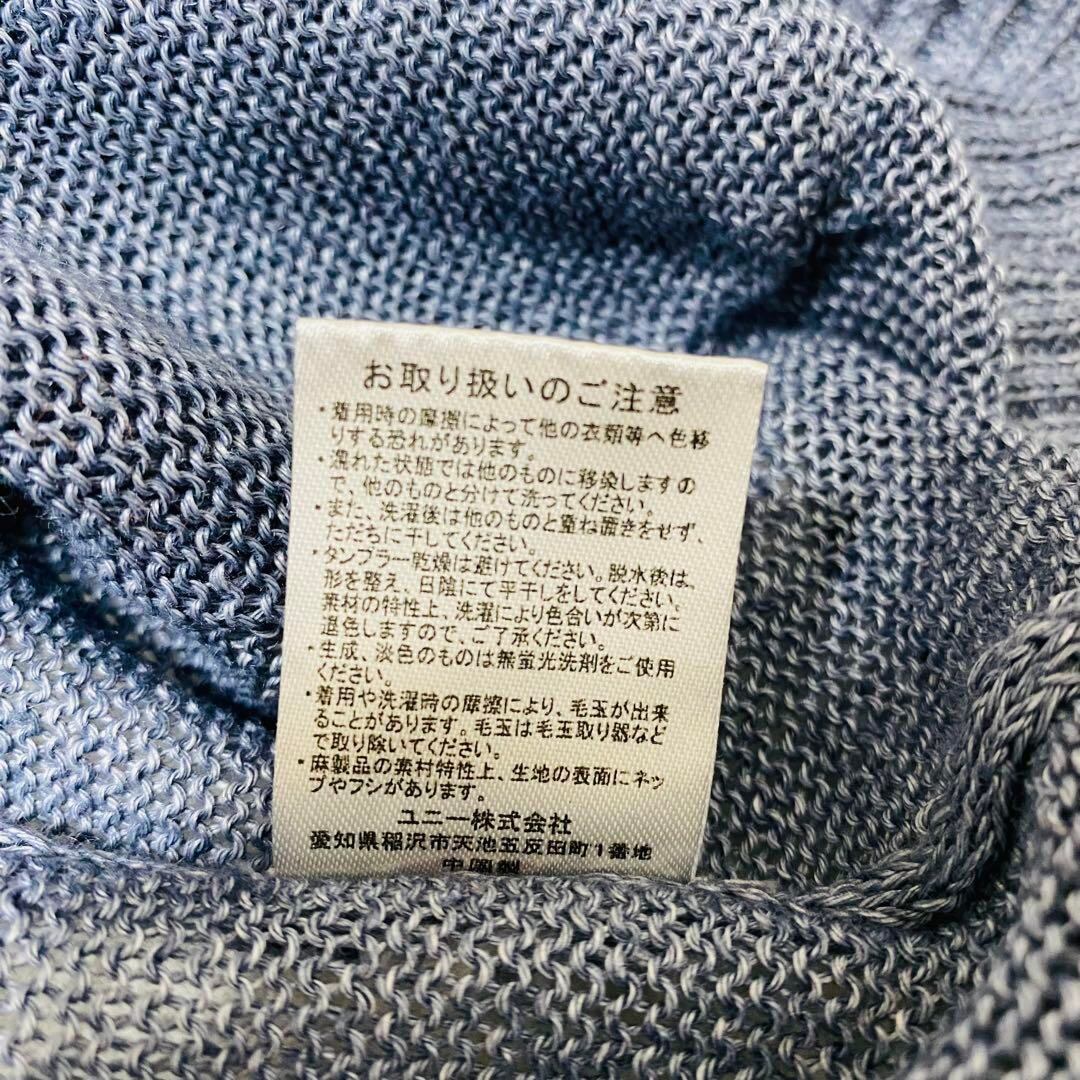 お取り扱いのご注意
・着用時の摩擦によって他の衣類等へ色移
りする恐れがあります。
・濡れた状態では他のものに移染しますの
で、他のものと分けて洗ってください。
・また、洗濯後は他のものと重ね置きをせず、
ただちに干してください。
・タンブラー乾燥は避けてください。脱水後は、
形を整え、日陰にて平干しをしてください。
素材の特性上、洗濯により色合いが次第に
退色しますので、ご了承ください。
・生成、淡色のものは無蛍光洗剤をご使用
ください。
・着用や洗濯時の摩擦により、毛玉が出来
ることがあります。毛玉は毛玉取り器など
で取り除いてください。
・麻製品の素材特性上、生地の表面にネッ
プやフシがあります。
ユニー株式会社
愛知県稲沢市天池五反田町1番地
中国製